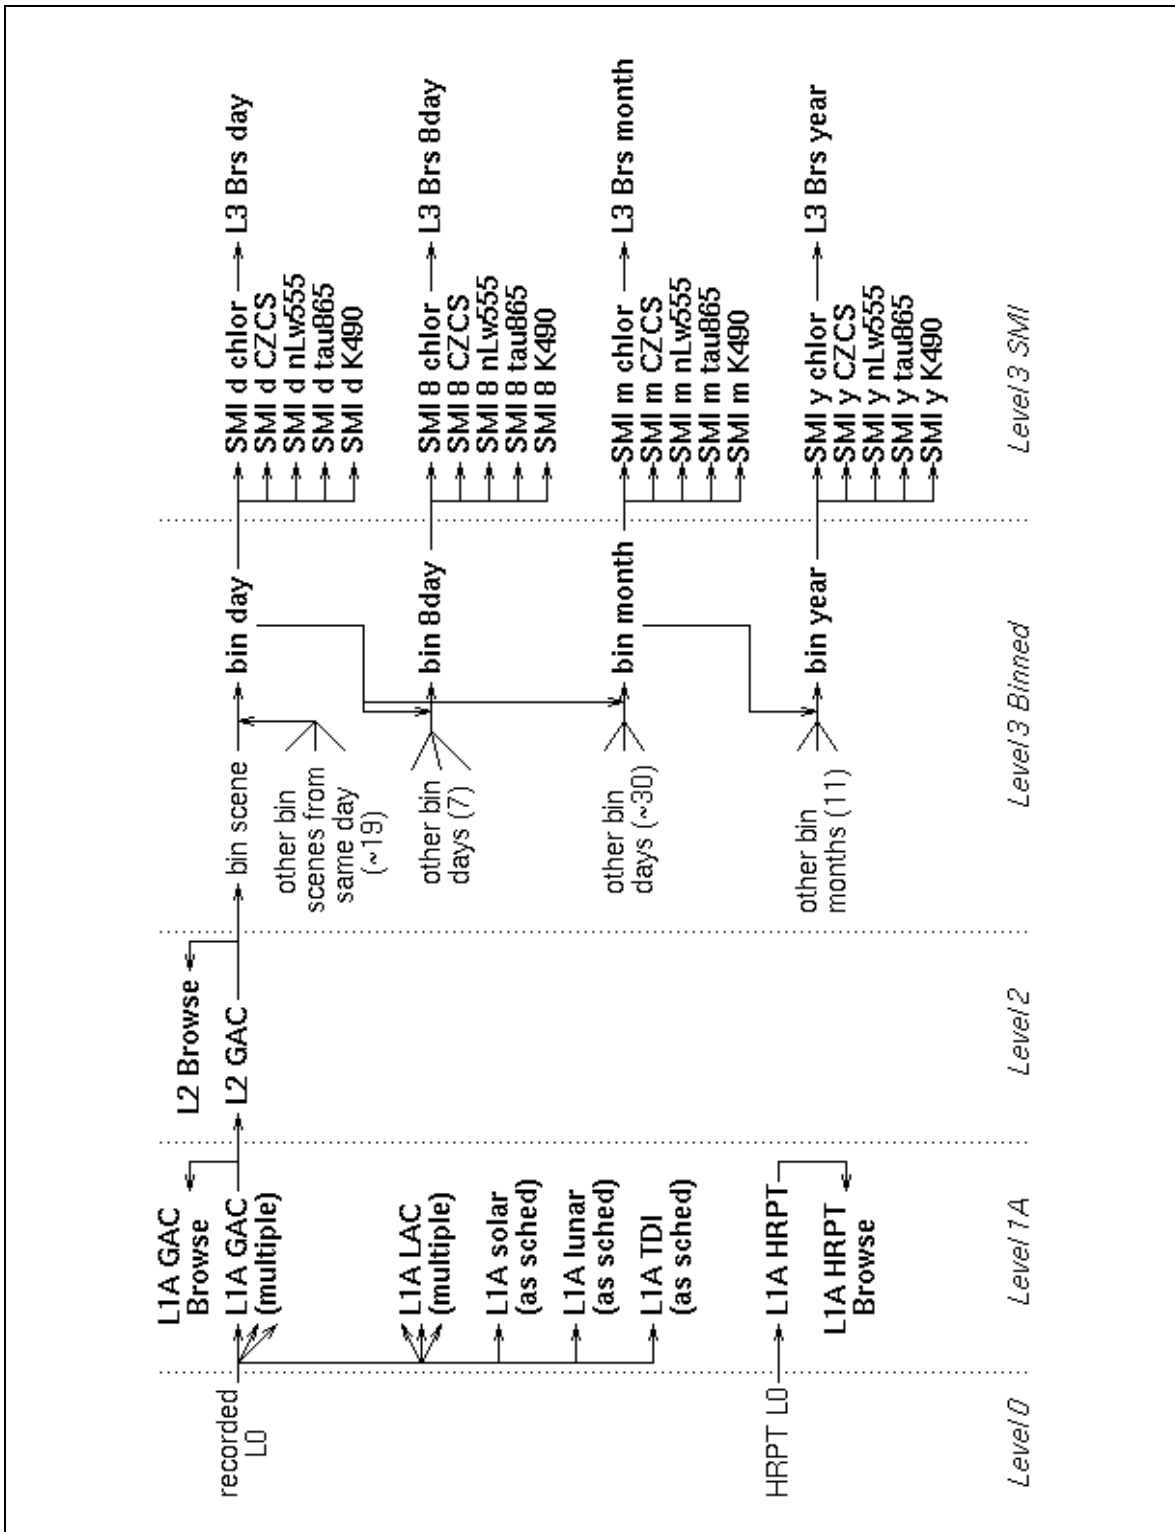 recorded
L0
HRPT L0
Level 0
L1A GAC
Browse
L1A GAC
(multiple)
L1A LAC
(multiple)
L1A solar
(as sched)
L1A lunar
(as sched)
L1A TDI
(as sched)
L1A HRPT
L1A HRPT
Browse
Level 1A
L2 Browse
L2 GAC
Level 2
bin scene
other bin
scenes from
same day
(~19)
other bin
days (7)
other bin
days (~30)
other bin
months (11)
bin day
bin 8day
bin month
bin year
Level 3 Binned
SMI d chlor
SMI d CZCS
SMI d nLw555
SMI d tau865
SMI d K490
L3 Brs day
SMI 8 chlor
SMI 8 CZCS
SMI 8 nLw555
SMI 8 tau865
SMI 8 K490
L3 Brs 8day
SMI m chlor
SMI m CZCS
SMI m nLw555
SMI m tau865
SMI m K490
L3 Brs month
SMI y chlor
SMI y CZCS
SMI y nLw555
SMI y tau865
SMI y K490
L3 Brs year
Level 3 SMI